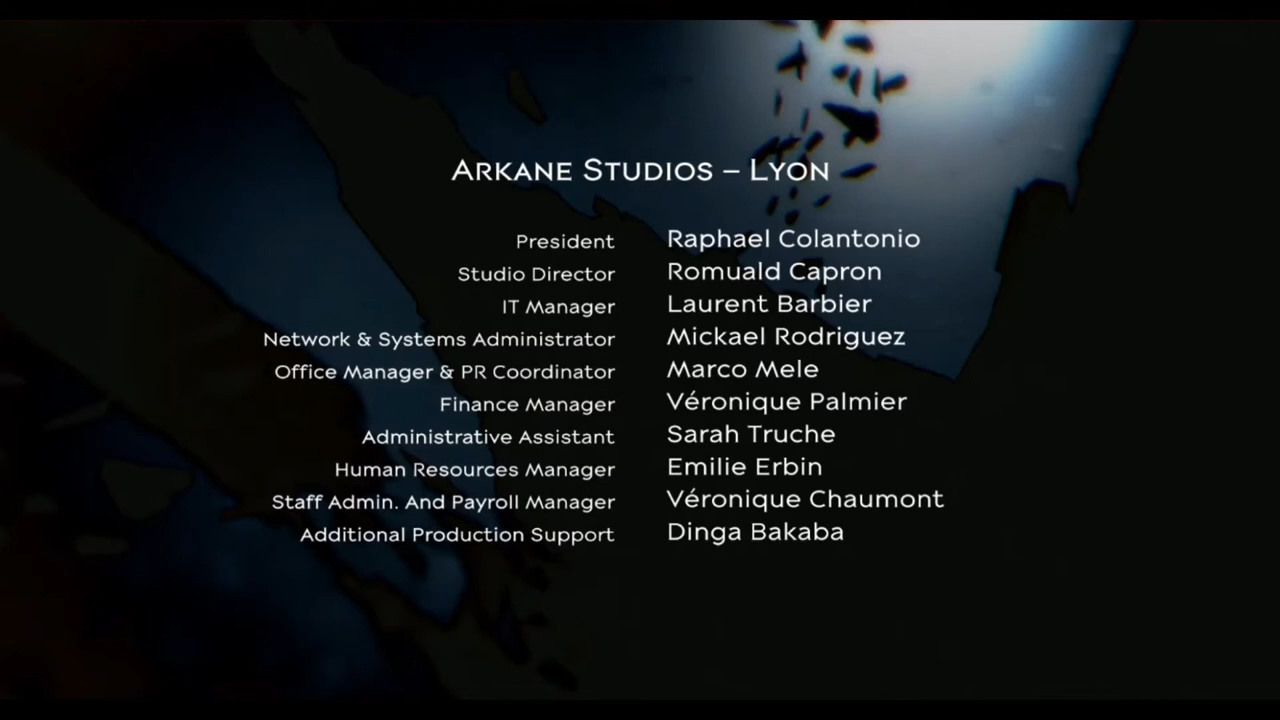 Arkane Studios – Lyon
President Raphael Colantonio
Studio Director Romuald Capron
IT Manager Laurent Barbier
Network & Systems Administrator Mickael Rodriguez
Office Manager & PR Coordinator Marco Mele
Finance Manager Véronique Palmier
Administrative Assistant Sarah Truche
Human Resources Manager Emilie Erbin
Staff Admin. And Payroll Manager Véronique Chaumont
Additional Production Support Dinga Bakaba